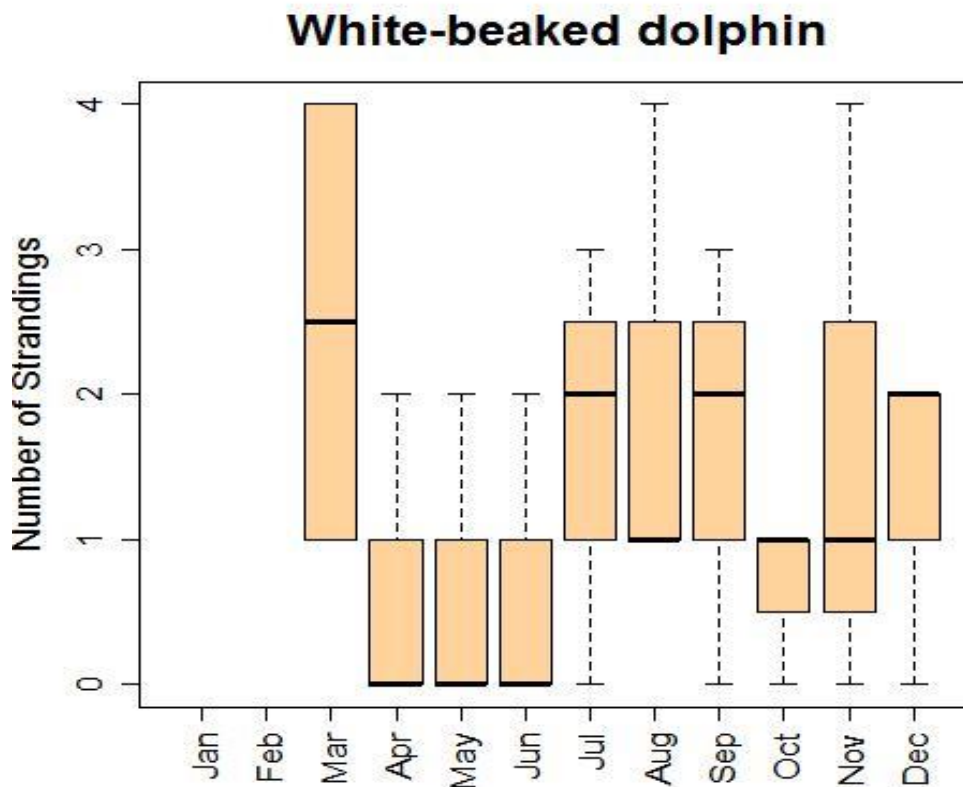 White-beaked dolphin
Number of Strandings
4
3
2
1
0
Jan
Feb
Mar
Apr
May
Jun
Jul
Aug
Sep
Oct
Nov
Dec